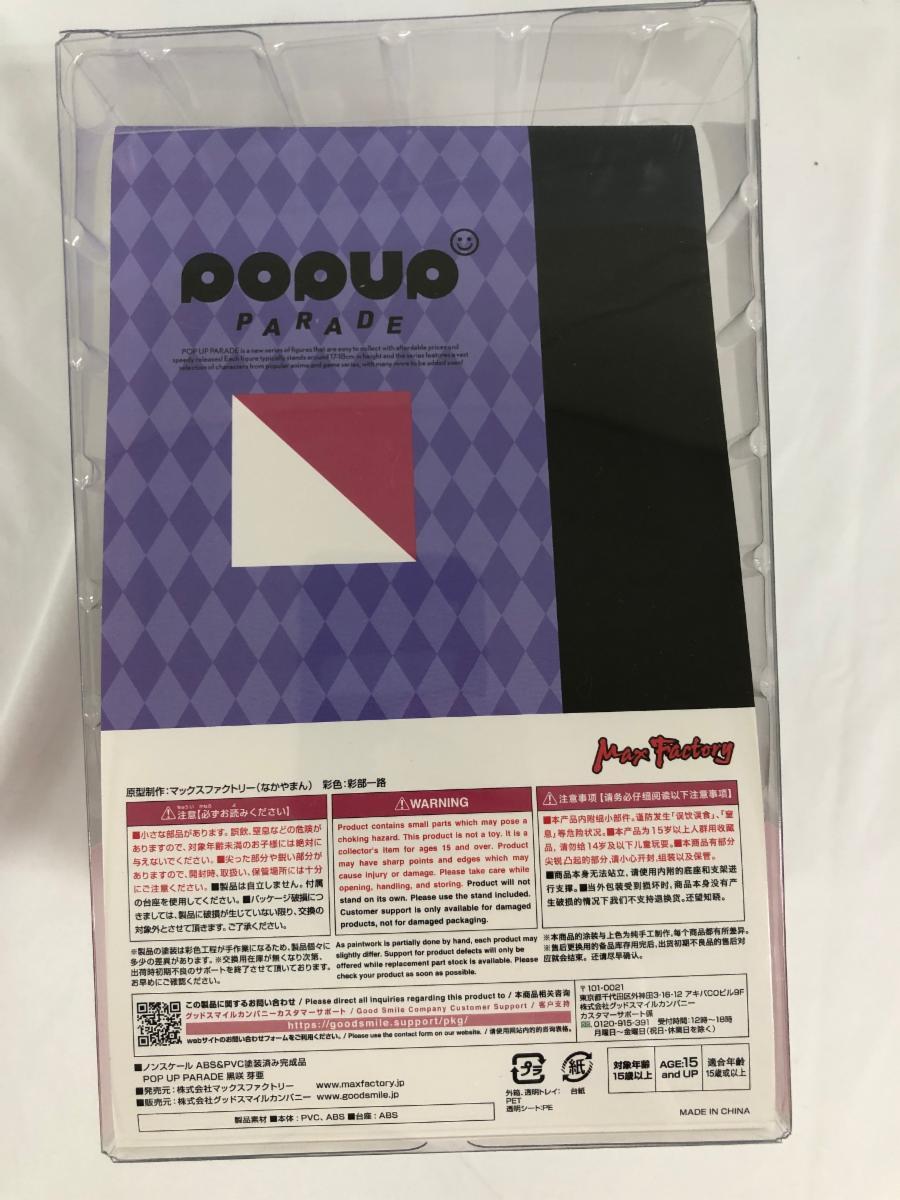 POPUP
PARADE
POP UP PARADE is a new series of figures that are easy to collect with affordable prices and
speedy releases! Each figure typically stands around 17-18cm in height and the series features a vast
selection of characters from popular anime and game series, with many more to be added soon!
Max Factory
原型制作：マックスファクトリー（なかやまん） 彩色：彩部一路
⚠注意【必ずお読みください】
■小さな部品があります。誤飲、窒息などの危険が
ありますので、対象年齢未満のお子様には絶対に
与えないでください。■尖った部分や鋭い部分が
ありますので、開封時、取扱い、保管場所には十分
にご注意ください。■製品は自立しません。付属
の台座を使用してください。■パッケージ破損につ
きましては、製品に破損が生じていない限り、交換の
対象外とさせて頂きます。ご了承ください。
⚠WARNING
Product contains small parts which may pose a
choking hazard. This product is not a toy. It is a
collector's item for ages 15 and over. Product
may have sharp points and edges which may
cause injury or damage. Please take care while
opening, handling, and storing. Product will not
stand on its own. Please use the stand included.
Customer support is only available for damaged
products, not for damaged packaging.
⚠注意事项【请务必仔细阅读以下注意事项】
■本产品内附细小部件。谨防发生「误饮误食」、「窒
息」等危险状况。■本产品为15岁以上人群用收藏
品，请勿给14岁及以下儿童玩耍。■本商品有部分
尖锐凸起的部分，请小心开封，组装以及保管。
■商品本身无法站立，请使用内附的底座和支架进
行支撑。■当外包装受到损坏时，商品本身没有产
生破损的情况下我们不支持退换货。还望知晓。
※製品の塗装は彩色工程が手作業になるため、製品個々に
多少の差異があります。※交換用在庫が無くなり次第、
出荷時初期不良のサポートを終了させて頂いております。
お早めにご確認ください。
As paintwork is partially done by hand, each product may
slightly differ. Support for product defects will only be
offered while replacement part stock is available. Please
check your product as soon as possible.
※本商品的涂装与上色为纯手工制作，每个商品都有所差异。
※售后更换用的备品库存用完后，出货初期不良品的售后对
应就会结束。还请尽早确认。
この製品に関するお問い合わせ / Please direct all inquiries regarding this product to / 本商品相关咨询
グッドスマイルカンパニーカスタマーサポート / Good Smile Company Customer Support / 客户支持
https://goodsmile.support/pkg/
webサイトのお問い合わせフォームをご利用ください。/ Please use the contact form on our website. / 请使用网站内的的咨询表格。
〒101-0021
東京都千代田区外神田3-16-12 アキバCOビル9F
株式会社グッドスマイルカンパニー
カスタマーサポート係
0120-915-391 受付時間:12時～18時
月曜日～金曜日(祝日・休業日を除く)
■ノンスケール ABS&PVC塗装済み完成品
POP UP PARADE 黒咲 芽亜
■発売元：株式会社マックスファクトリー www.maxfactory.jp
■販売元：株式会社グッドスマイルカンパニー www.goodsmile.jp
製品素材 ■本体：PVC、ABS ■台座：ABS
プラ
外箱、透明トレイ：
PET
透明シート：PE
紙
台紙
対象年齢
15歳以上
AGE:15
and UP
適合年齢
15歲或以上
MADE IN CHINA